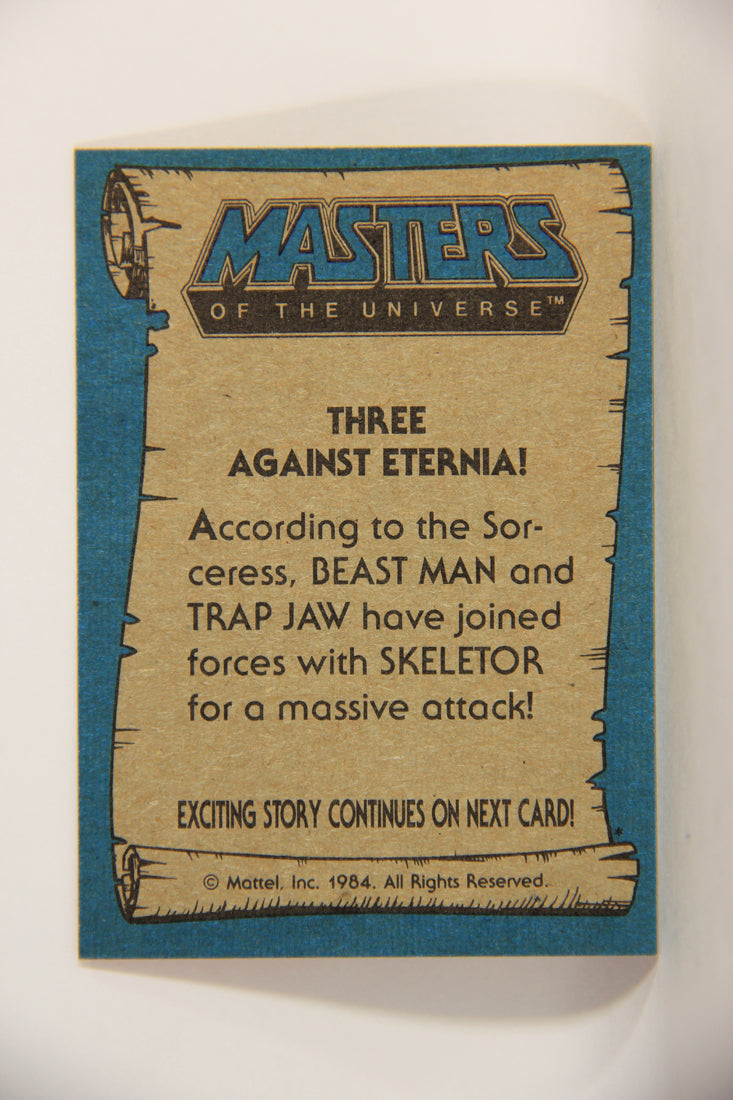 MASTERS
OF THE UNIVERSE™
THREE
AGAINST ETERNIA!
According to the Sor-
ceress, BEAST MAN and
TRAP JAW have joined
forces with SKELETOR
for a massive attack!
EXCITING STORY CONTINUES ON NEXT CARD!
*
© Mattel, Inc. 1984. All Rights Reserved.